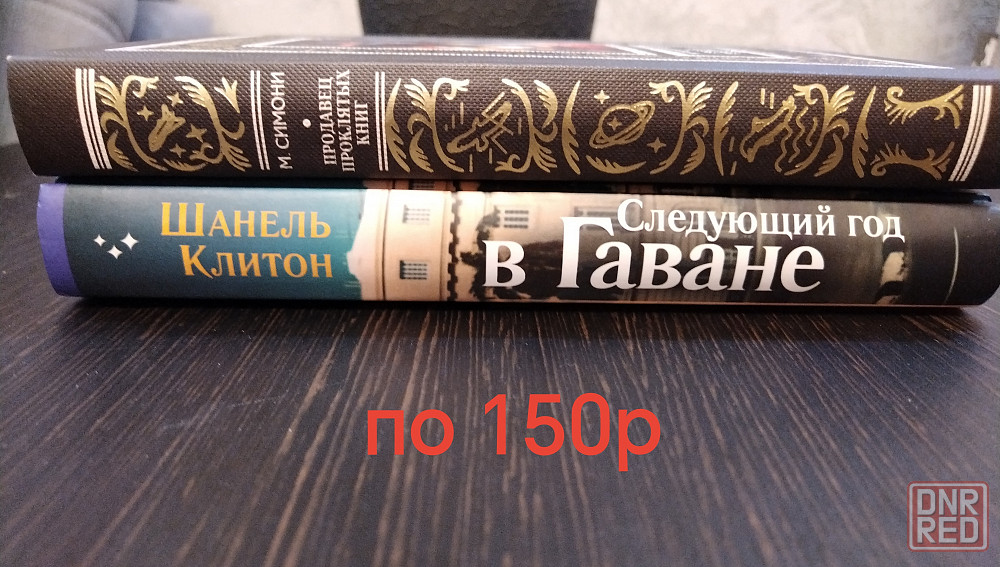 М. СИМОНИ
•
ПРОДАВЕЦ
ПРОКЛЯТЫХ
КНИГ
ШАНЕЛЬ
КЛИТОН
Следующий год
в Гаване
по 150р
DNR
RED